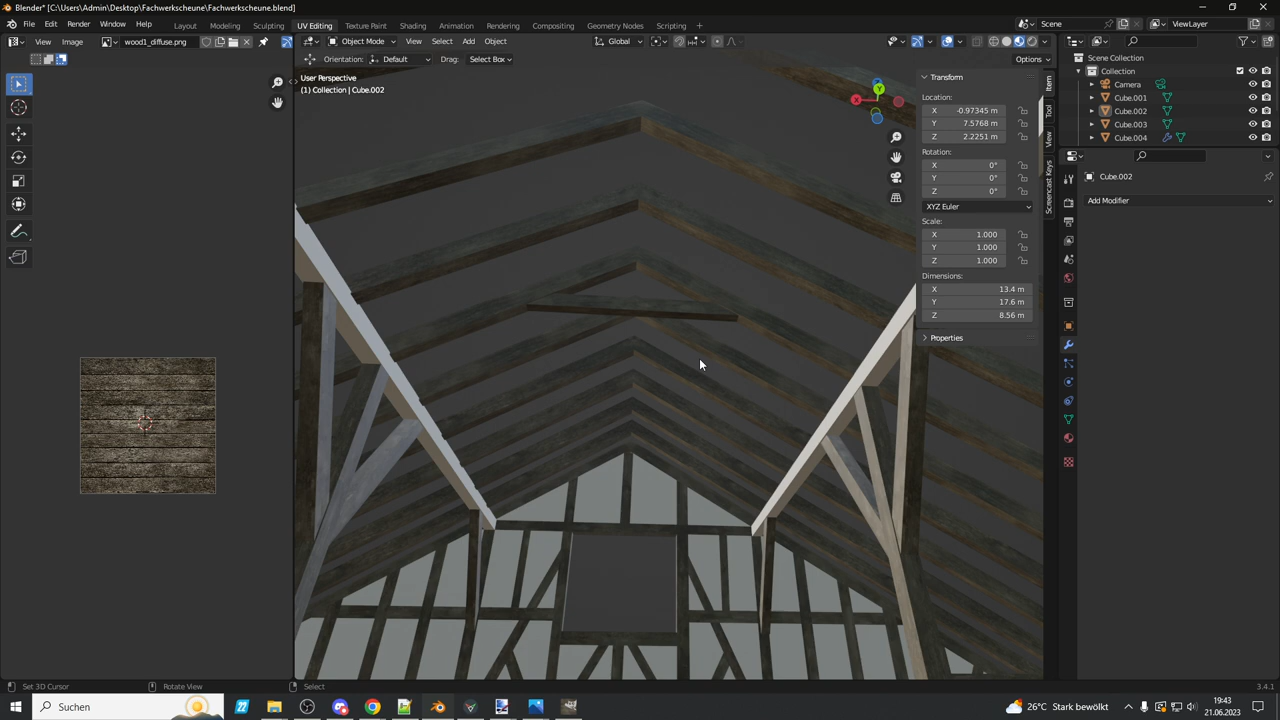 Blender* [C:\Users\Admin\Desktop\Fachwerkscheune\Fachwerkscheune.blend]
File Edit Render Window Help Layout Modeling Sculpting UV Editing Texture Paint Shading Animation Rendering Compositing Geometry Nodes Scripting + Scene ViewLayer
View Image wood1_diffuse.png Object Mode View Select Add Object Global
Orientation: Default Drag: Select Box Options
User Perspective
(1) Collection | Cube.002
Transform
Location:
X -0.97345 m
Y 7.5768 m
Z 2.2251 m
Rotation:
X 0°
Y 0°
Z 0°
XYZ Euler
Scale:
X 1.000
Y 1.000
Z 1.000
Dimensions:
X 13.4 m
Y 17.6 m
Z 8.56 m
Properties
Item
Tool
View
Screencast Keys
Y
X
Scene Collection
Collection
Camera
Cube.001
Cube.002
Cube.003
Cube.004
Cube.002
Add Modifier
Set 3D Cursor Rotate View Select 3.4.1
Suchen
26°C Stark bewölkt
19:43
21.06.2023